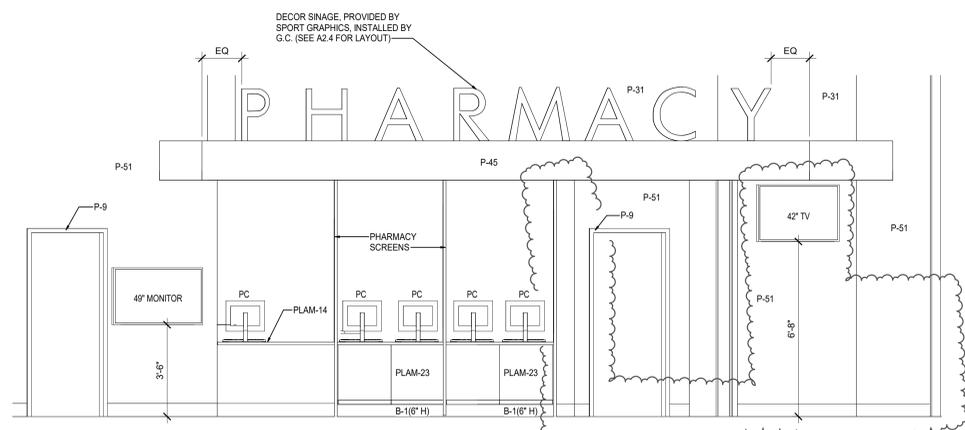 DECOR SINAGE, PROVIDED BY
SPORT GRAPHICS, INSTALLED BY
G.C. (SEE A2.4 FOR LAYOUT)
EQ
EQ
PHARMACY
P-31
P-31
P-51
P-45
P-51
P-9
P-9
42" TV
P-51
PHARMACY
SCREENS
49" MONITOR
PC
PC
PC
PC
PC
PLAM-14
P-51
3'-6"
6'-8"
PLAM-23
PLAM-23
B-1(6" H)
B-1(6" H)